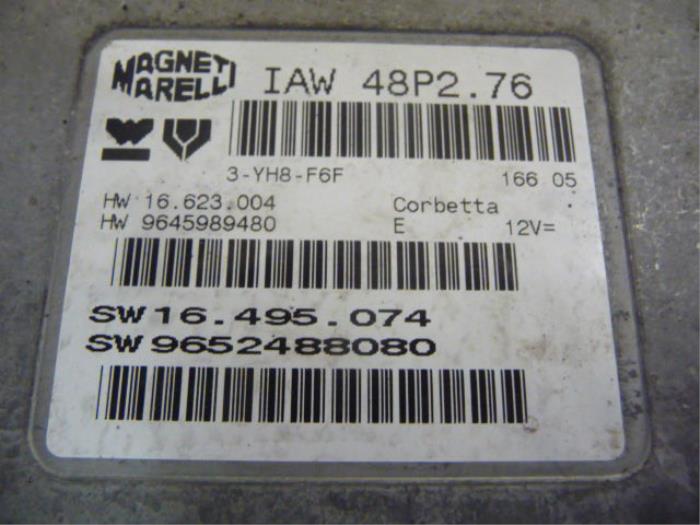 MAGNETI MARELLI
IAW 48P2.76
3-YH8-F6F 166 05
HW 16.623.004 Corbetta
HW 9645989480 E 12V=
SW 16.495.074
SW 9652488080